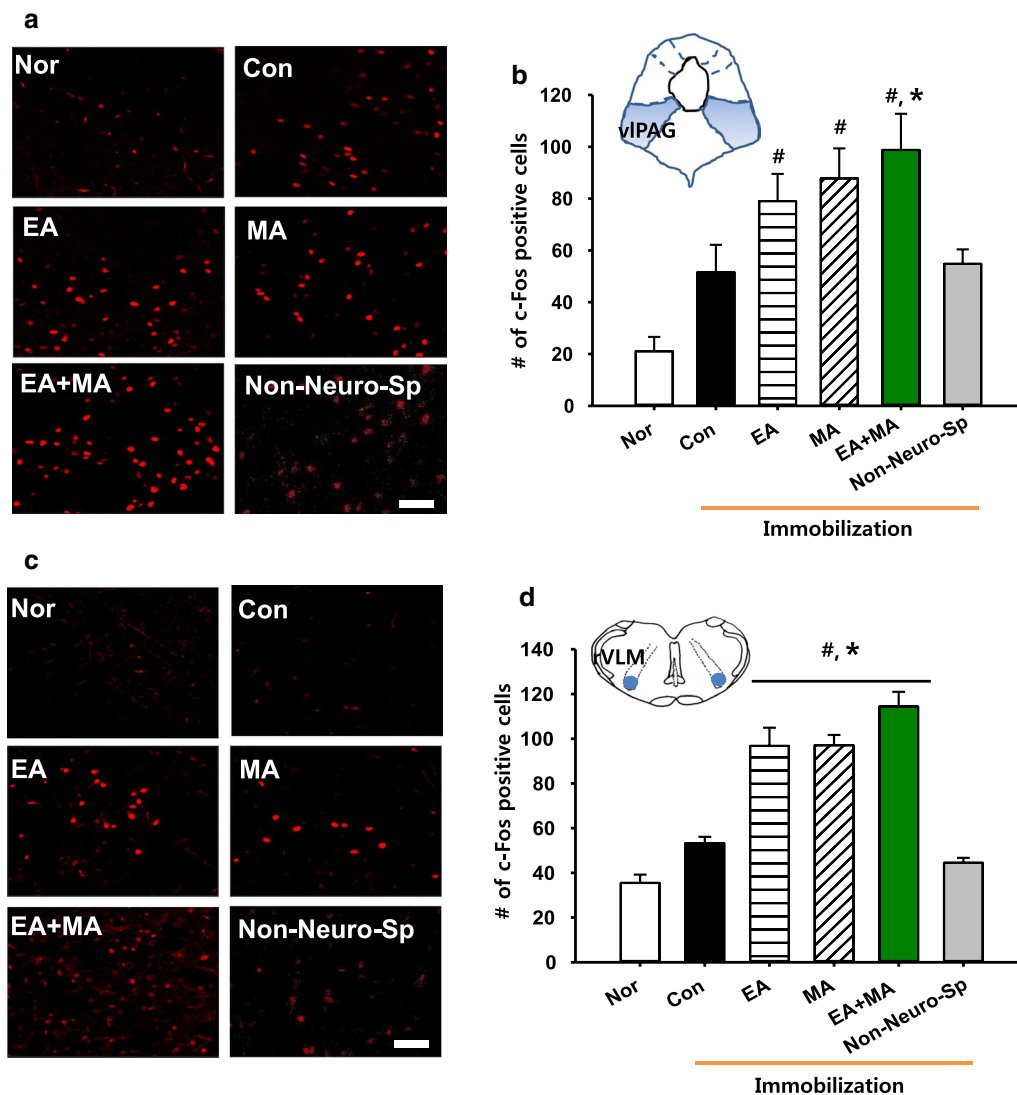 a
Nor
Con
EA
MA
EA+MA
Non-Neuro-Sp
b
vlPAG
# of c-Fos positive cells
120
100
80
60
40
20
0
#
#
#, *
Nor
Con
EA
MA
EA+MA
Non-Neuro-Sp
Immobilization
c
Nor
Con
EA
MA
EA+MA
Non-Neuro-Sp
d
rVLM
# of c-Fos positive cells
140
120
100
80
60
40
20
0
#, *
Nor
Con
EA
MA
EA+MA
Non-Neuro-Sp
Immobilization